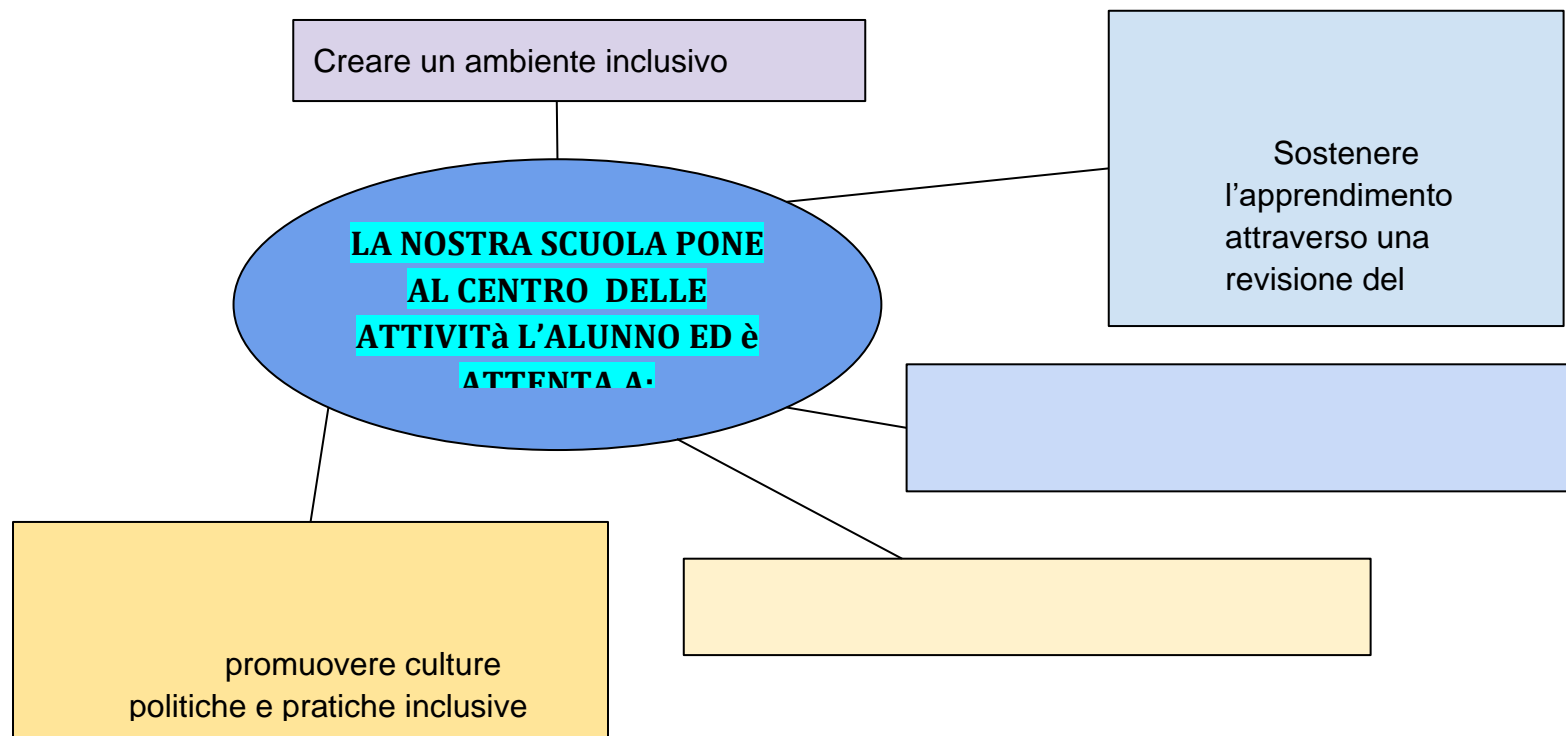 Creare un ambiente inclusivo
Sostenere
l’apprendimento
attraverso una
revisione del
LA NOSTRA SCUOLA PONE
AL CENTRO DELLE
ATTIVITà L’ALUNNO ED è
ATTENTA A:
promuovere culture
politiche e pratiche inclusive